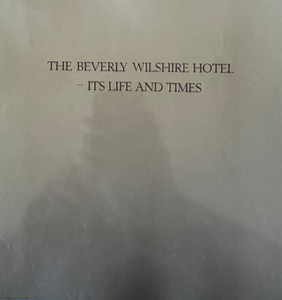 THE BEVERLY WILSHIRE HOTEL
– ITS LIFE AND TIMES